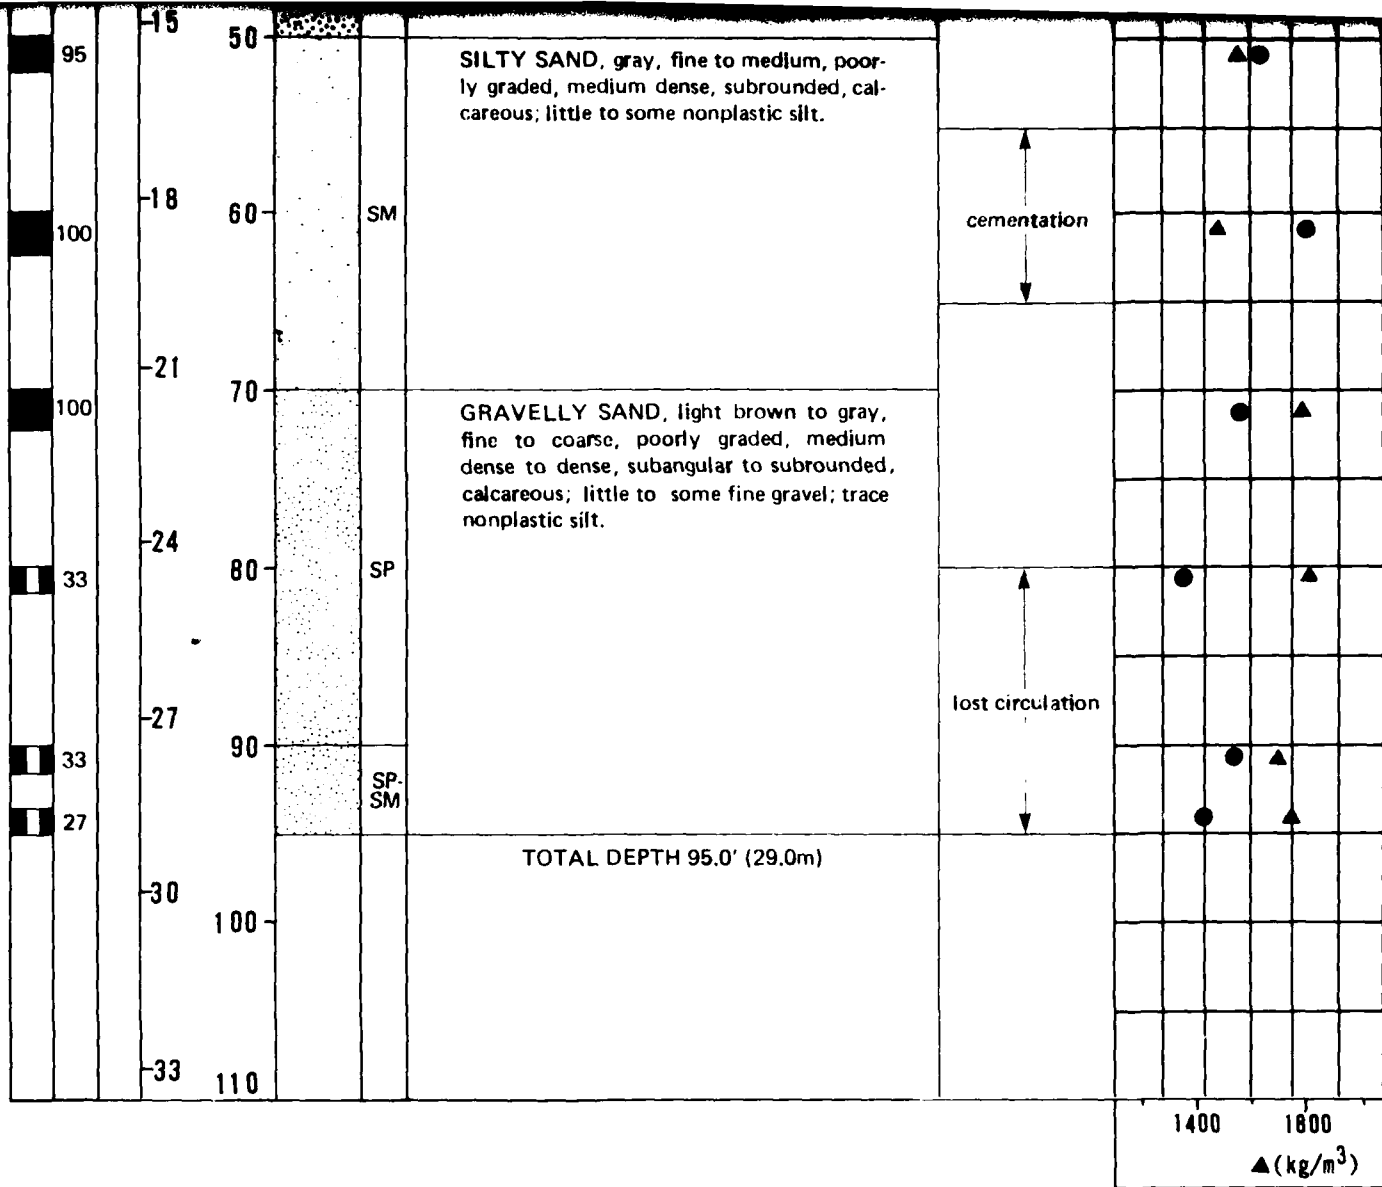 -15
50
95
SILTY SAND, gray, fine to medium, poor-
ly graded, medium dense, subrounded, cal-
careous; little to some nonplastic silt.
-18
60
SM
100
cementation
-21
70
100
GRAVELLY SAND, light brown to gray,
fine to coarse, poorly graded, medium
dense to dense, subangular to subrounded,
calcareous; little to some fine gravel; trace
nonplastic silt.
-24
80
SP
33
-27
lost circulation
90
33
SP-
SM
27
TOTAL DEPTH 95.0' (29.0m)
-30
100
-33
110
1400 1800
▲(kg/m³)